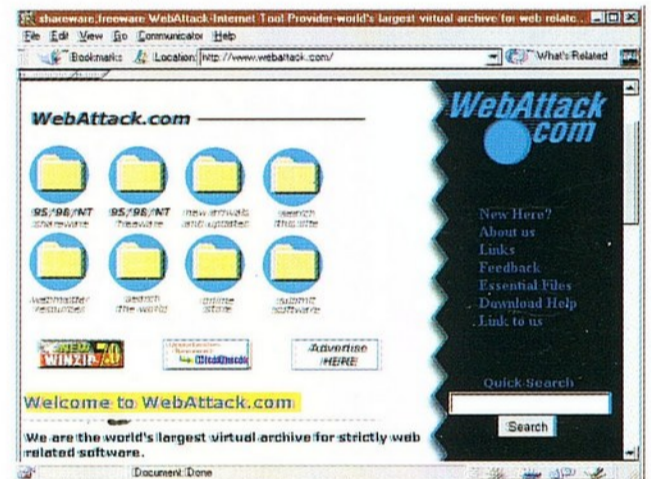 shareware,freeware WebAttack-Internet Tool Provider-world's largest virtual archive for web relate...
File Edit View Go Communicator Help
Bookmarks Location: http://www.webattack.com/ What's Related
WebAttack.com
95/98/NT shareware
95/98/NT freeware
new arrivals and updates
search this site
webmaster resources
search the world
online store
submit software
NEW WINZIP 7.0
Advertise HERE
Welcome to WebAttack.com
We are the world's largest virtual archive for strictly web
related software.
WebAttack
com
New Here?
About us
Links
Feedback
Essential Files
Download Help
Link to us
Quick Search
Search
Document: Done